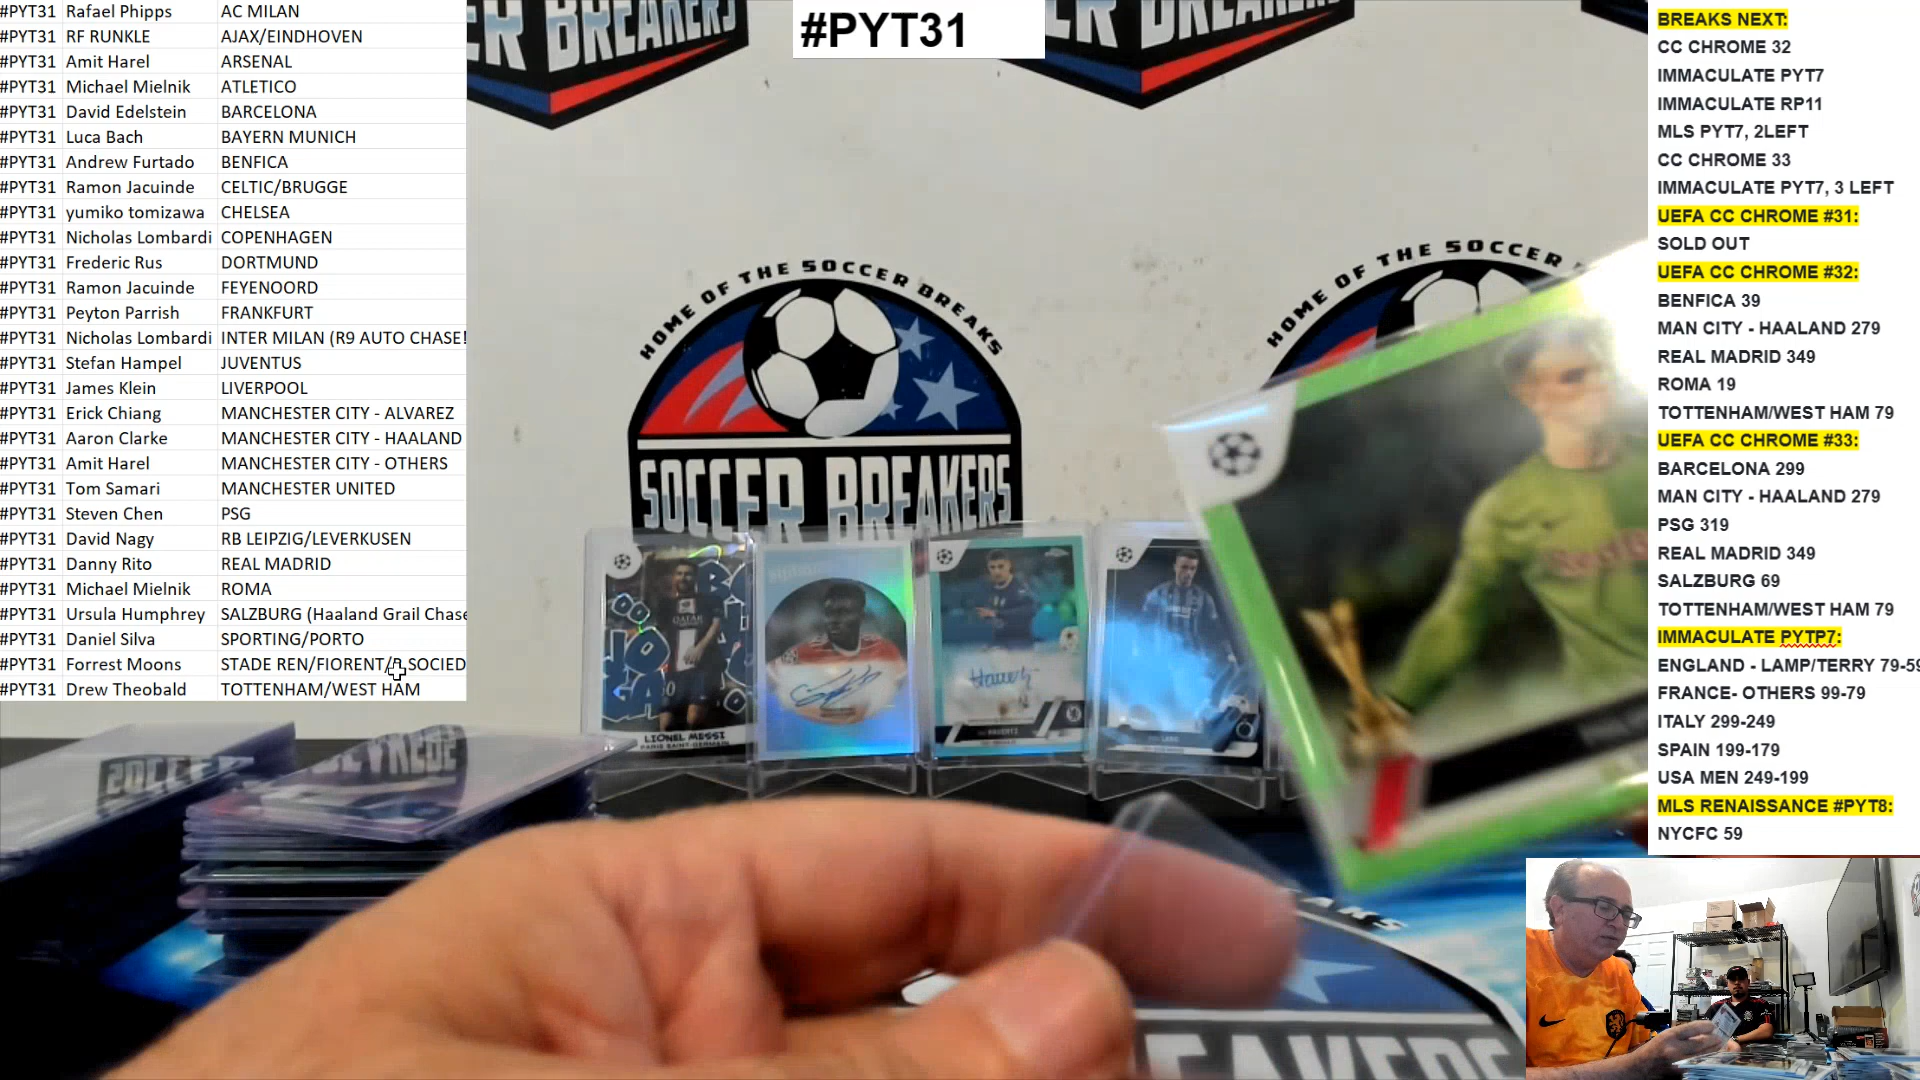 #PYT31 Rafael Phipps AC MILAN
#PYT31 RF RUNKLE AJAX/EINDHOVEN
#PYT31 Amit Harel ARSENAL
#PYT31 Michael Mielnik ATLETICO
#PYT31 David Edelstein BARCELONA
#PYT31 Luca Bach BAYERN MUNICH
#PYT31 Andrew Furtado BENFICA
#PYT31 Ramon Jacuinde CELTIC/BRUGGE
#PYT31 yumiko tomizawa CHELSEA
#PYT31 Nicholas Lombardi COPENHAGEN
#PYT31 Frederic Rus DORTMUND
#PYT31 Ramon Jacuinde FEYENOORD
#PYT31 Peyton Parrish FRANKFURT
#PYT31 Nicholas Lombardi INTER MILAN (R9 AUTO CHASE!
#PYT31 Stefan Hampel JUVENTUS
#PYT31 James Klein LIVERPOOL
#PYT31 Erick Chiang MANCHESTER CITY - ALVAREZ
#PYT31 Aaron Clarke MANCHESTER CITY - HAALAND
#PYT31 Amit Harel MANCHESTER CITY - OTHERS
#PYT31 Tom Samari MANCHESTER UNITED
#PYT31 Steven Chen PSG
#PYT31 David Nagy RB LEIPZIG/LEVERKUSEN
#PYT31 Danny Rito REAL MADRID
#PYT31 Michael Mielnik ROMA
#PYT31 Ursula Humphrey SALZBURG (Haaland Grail Chase
#PYT31 Daniel Silva SPORTING/PORTO
#PYT31 Forrest Moons STADE REN/FIORENT/ SOCIED
#PYT31 Drew Theobald TOTTENHAM/WEST HAM
#PYT31
ER BREAKERS
ER BREAKERS
HOME OF THE SOCCER BREAKS
SOCCER BREAKERS
HOME OF THE SOCCER
LIONEL MESSI
PARIS SAINT-GERMAIN
HAVERTZ
BREAKS NEXT:
CC CHROME 32
IMMACULATE PYT7
IMMACULATE RP11
MLS PYT7, 2LEFT
CC CHROME 33
IMMACULATE PYT7, 3 LEFT
UEFA CC CHROME #31:
SOLD OUT
UEFA CC CHROME #32:
BENFICA 39
MAN CITY - HAALAND 279
REAL MADRID 349
ROMA 19
TOTTENHAM/WEST HAM 79
UEFA CC CHROME #33:
BARCELONA 299
MAN CITY - HAALAND 279
PSG 319
REAL MADRID 349
SALZBURG 69
TOTTENHAM/WEST HAM 79
IMMACULATE PYTP7:
ENGLAND - LAMP/TERRY 79-59
FRANCE- OTHERS 99-79
ITALY 299-249
SPAIN 199-179
USA MEN 249-199
MLS RENAISSANCE #PYT8:
NYCFC 59